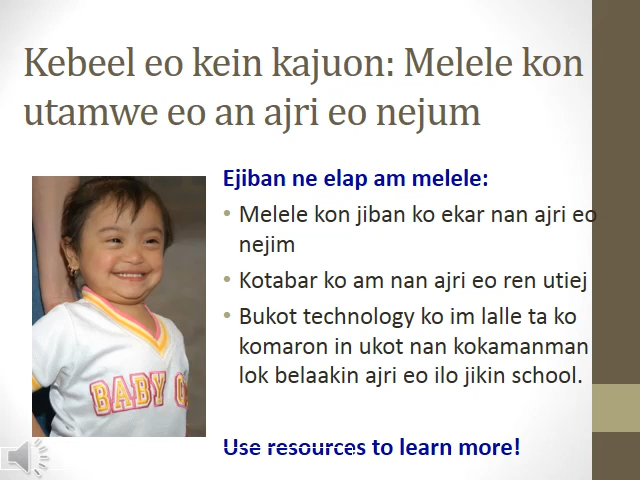 Kebeel eo kein kajuon: Melele kon
utamwe eo an ajri eo nejum
Ejiban ne elap am melele:
• Melele kon jiban ko ekar nan ajri eo
nejim
• Kotabar ko am nan ajri eo ren utiej
• Bukot technology ko im lalle ta ko
komaron in ukot nan kokamanman
lok belaakin ajri eo ilo jikin school.
BABY G
Use resources to learn more!